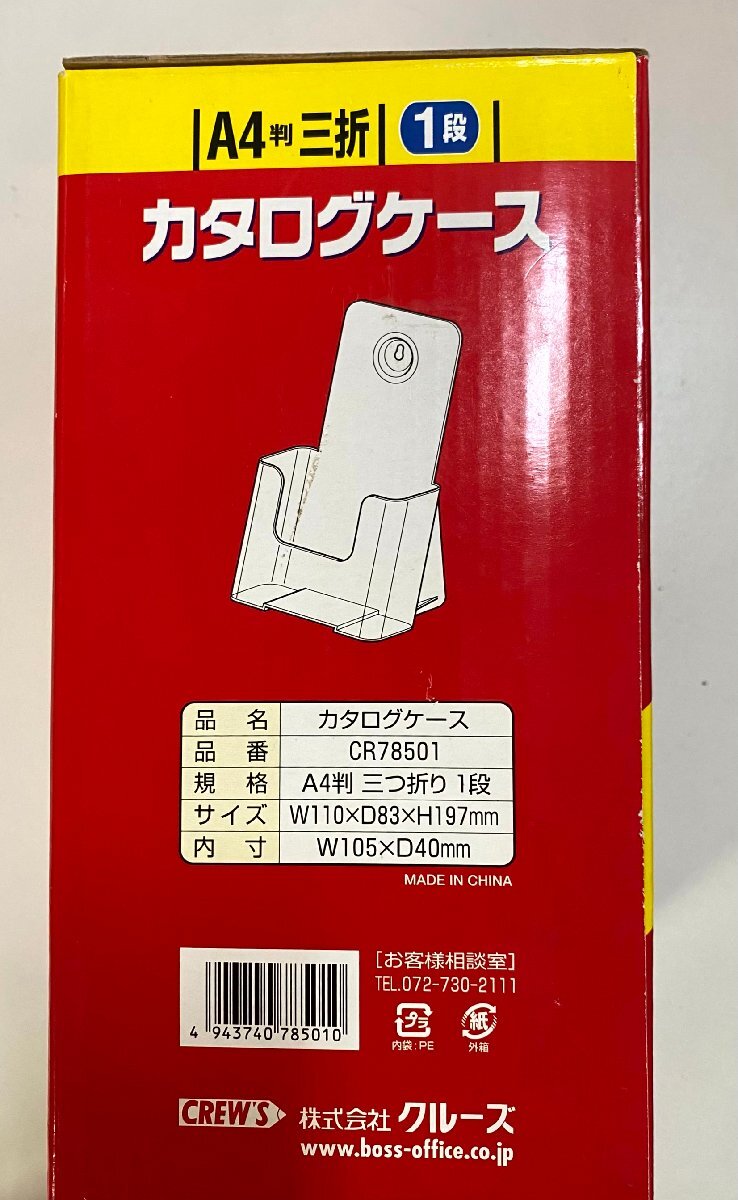 A4判三折 1段
カタログケース
品名 カタログケース
品番 CR78501
規格 A4判 三つ折り 1段
サイズ W110×D83×H197mm
内寸 W105×D40mm
MADE IN CHINA
[お客様相談室]
TEL.072-730-2111
4 943740 785010
プラ 紙
内袋:PE 外箱
CREW'S 株式会社 クルーズ
www.boss-office.co.jp